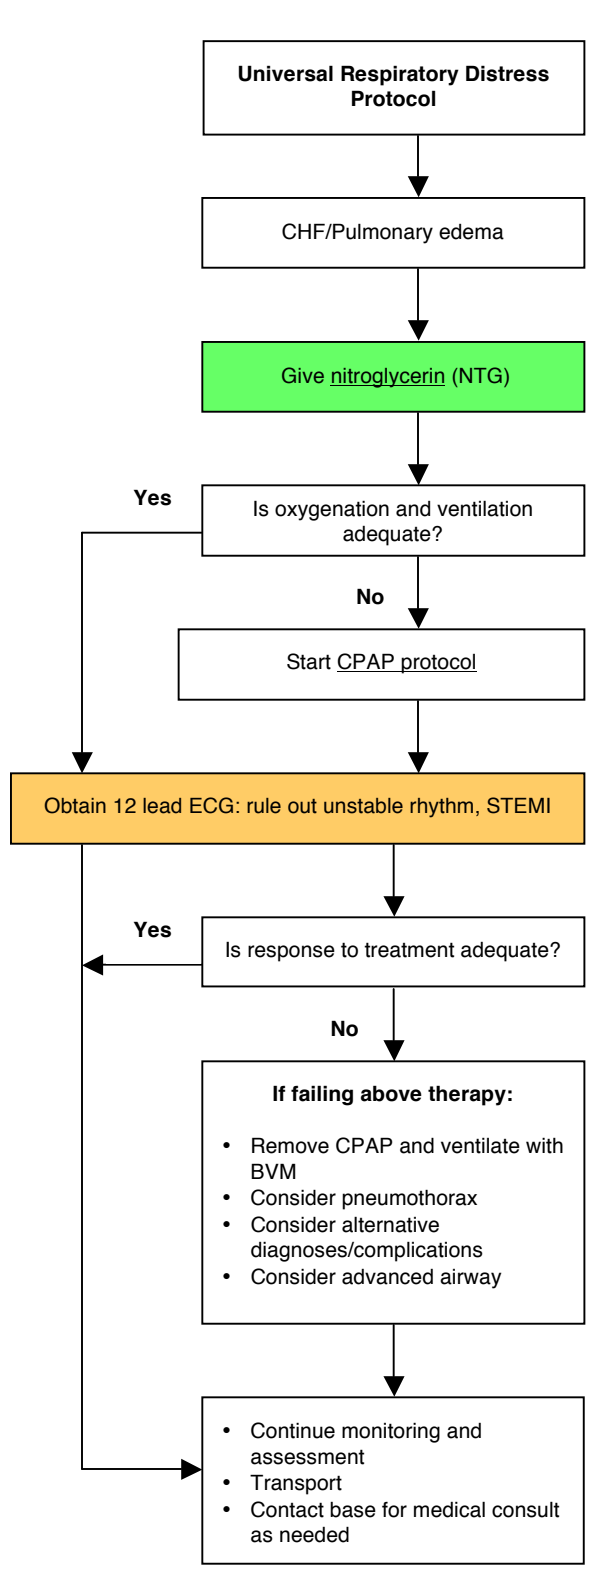 Universal Respiratory Distress
Protocol
CHF/Pulmonary edema
Give nitroglycerin (NTG)
Yes
Is oxygenation and ventilation
adequate?
No
Start CPAP protocol
Obtain 12 lead ECG: rule out unstable rhythm, STEMI
Yes
Is response to treatment adequate?
No
If failing above therapy:
• Remove CPAP and ventilate with
BVM
• Consider pneumothorax
• Consider alternative
diagnoses/complications
• Consider advanced airway
• Continue monitoring and
assessment
• Transport
• Contact base for medical consult
as needed